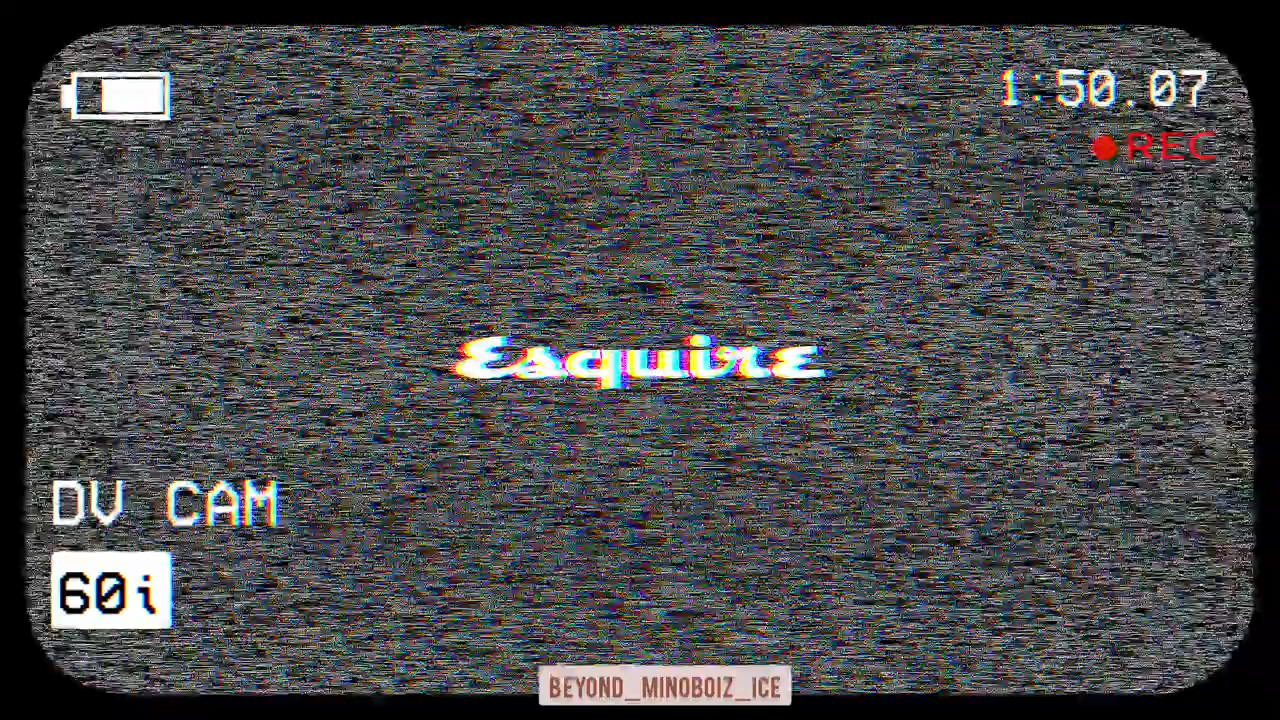 1:50.07
REC
Esquire
DV CAM
60i
BEYOND_MINOBOIZ_ICE